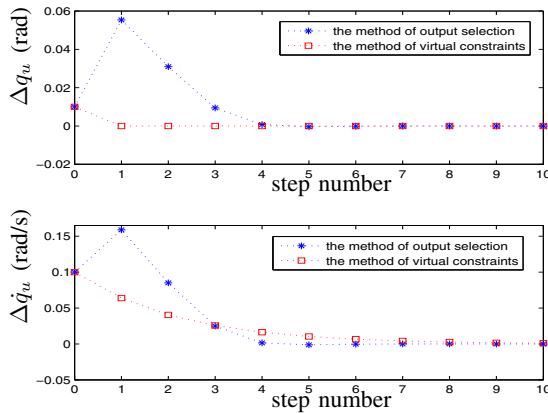 0.06
0.04
0.02
0
−0.02
Δq_u (rad)
the method of output selection
the method of virtual constraints
0 1 2 3 4 5 6 7 8 9 10
step number
0.15
0.10
0.05
0
−0.05
Δq̇_u (rad/s)
the method of output selection
the method of virtual constraints
0 1 2 3 4 5 6 7 8 9 10
step number